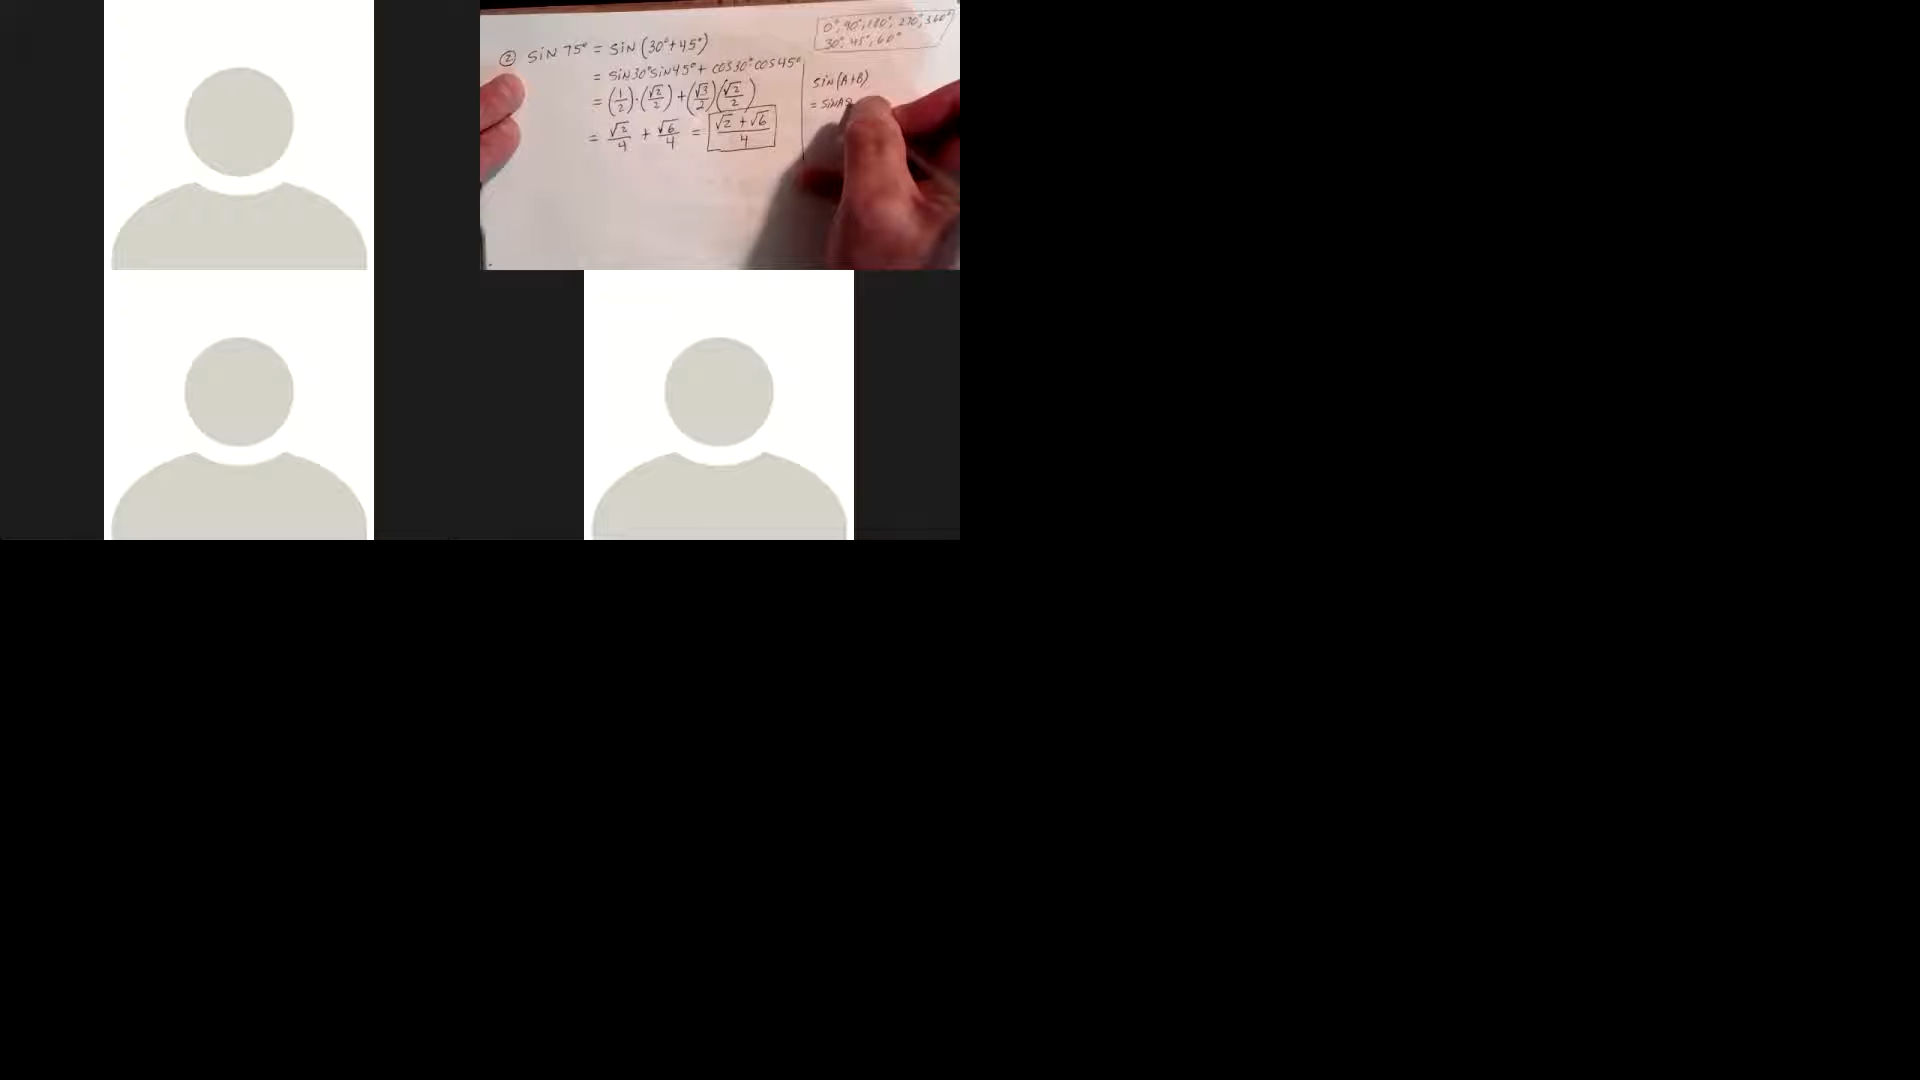 0°, 90°, 180°, 270°, 360°
30°, 45°, 60°
② sin 75° = sin (30°+45°)
= sin30°sin45° + cos30°cos45°
= (1/2)·(√2/2) + (√3/2)(√2/2)
= √2/4 + √6/4 = √2 + √6/4
sin(A+B)
= sinA